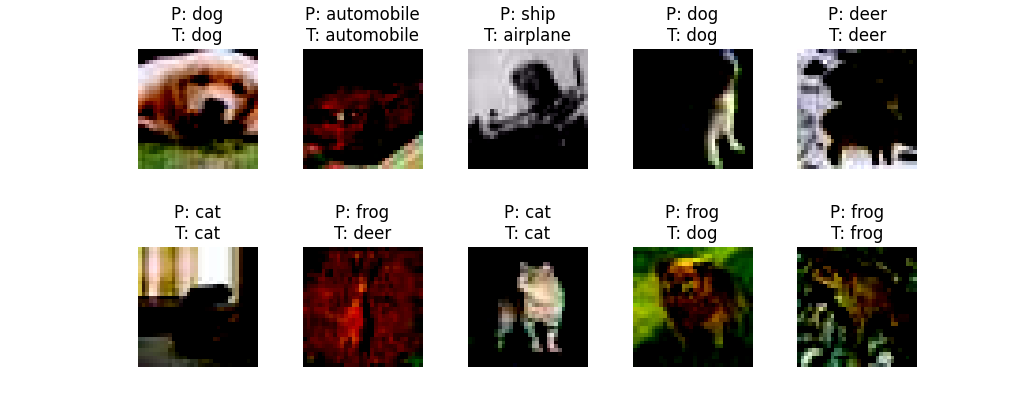 P: dog
T: dog
P: automobile
T: automobile
P: ship
T: airplane
P: dog
T: dog
P: deer
T: deer
P: cat
T: cat
P: frog
T: deer
P: cat
T: cat
P: frog
T: dog
P: frog
T: frog